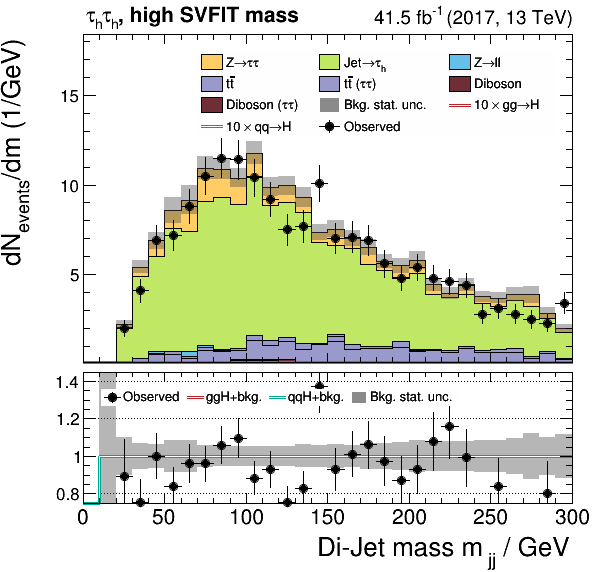 τhτh, high SVFIT mass 41.5 fb⁻¹ (2017, 13 TeV)
dNevents/dm (1/GeV)
15
10
5
Z→ττ Jet→τh Z→ll
tt̄ tt̄ (ττ) Diboson
Diboson (ττ) Bkg. stat. unc. 10×gg→H
10×qq→H Observed
1.4
1.2
1
0.8
Observed ggH+bkg. qqH+bkg. Bkg. stat. unc.
0 50 100 150 200 250 300
Di-Jet mass mjj / GeV